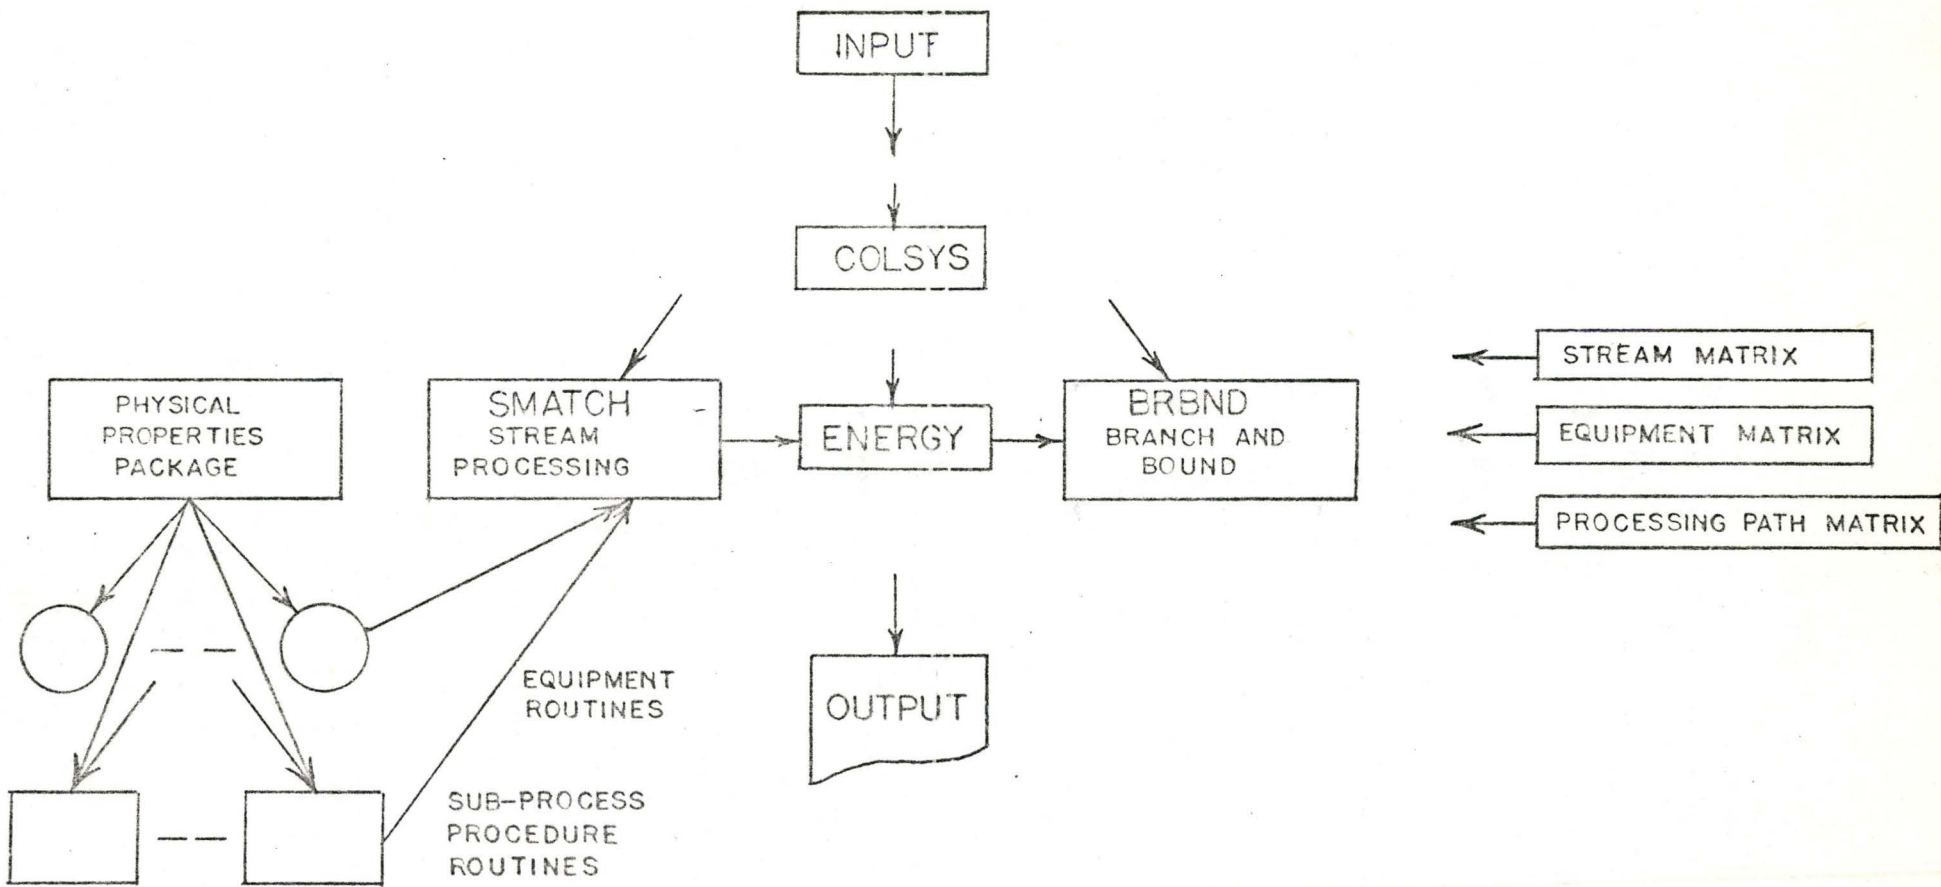 INPUT
COLSYS
STREAM MATRIX
PHYSICAL
PROPERTIES
PACKAGE
SMATCH
STREAM
PROCESSING
ENERGY
BRBND
BRANCH AND
BOUND
EQUIPMENT MATRIX
PROCESSING PATH MATRIX
EQUIPMENT
ROUTINES
OUTPUT
SUB-PROCESS
PROCEDURE
ROUTINES